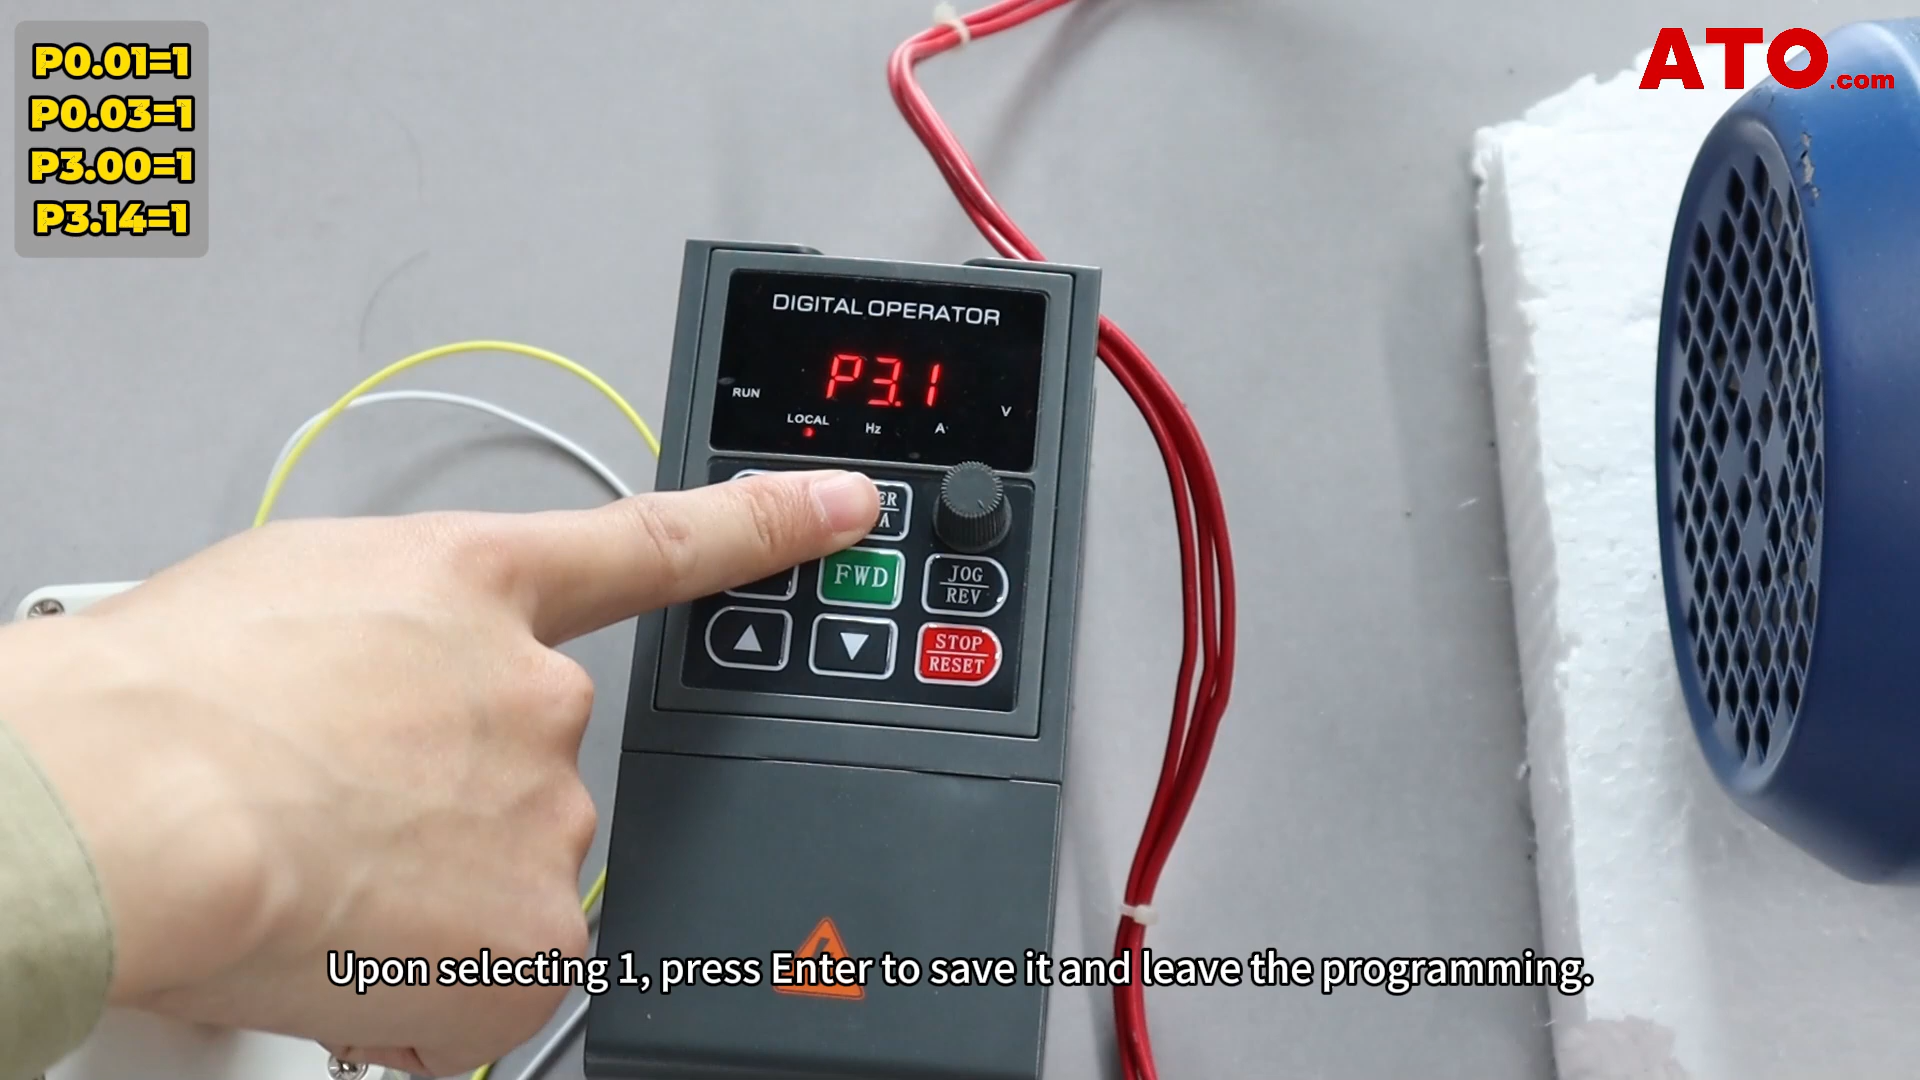 P0.01=1
P0.03=1
P3.00=1
P3.14=1
ATO.com
DIGITAL OPERATOR
P3.1
RUN
LOCAL
Hz
A
V
FWD
JOG
REV
STOP
RESET
Upon selecting 1, press Enter to save it and leave the programming.